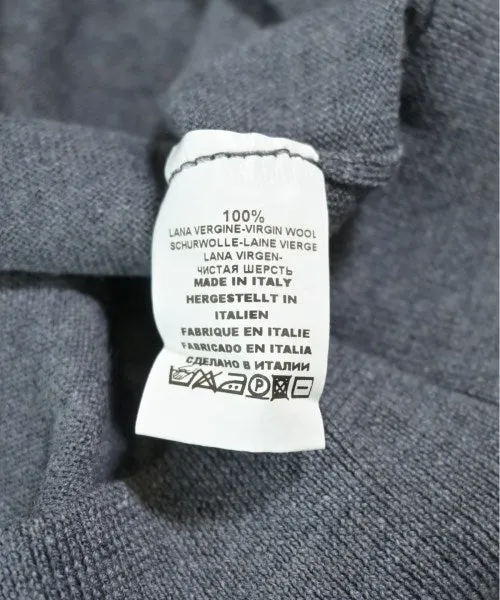 100%
LANA VERGINE-VIRGIN WOOL
SCHURWOLLE-LAINE VIERGE
LANA VIRGEN-
ЧИСТАЯ ШЕРСТЬ
MADE IN ITALY
HERGESTELLT IN
ITALIEN
FABRIQUE EN ITALIE
FABRICADO EN ITALIA
СДЕЛАНО В ИТАЛИИ
P